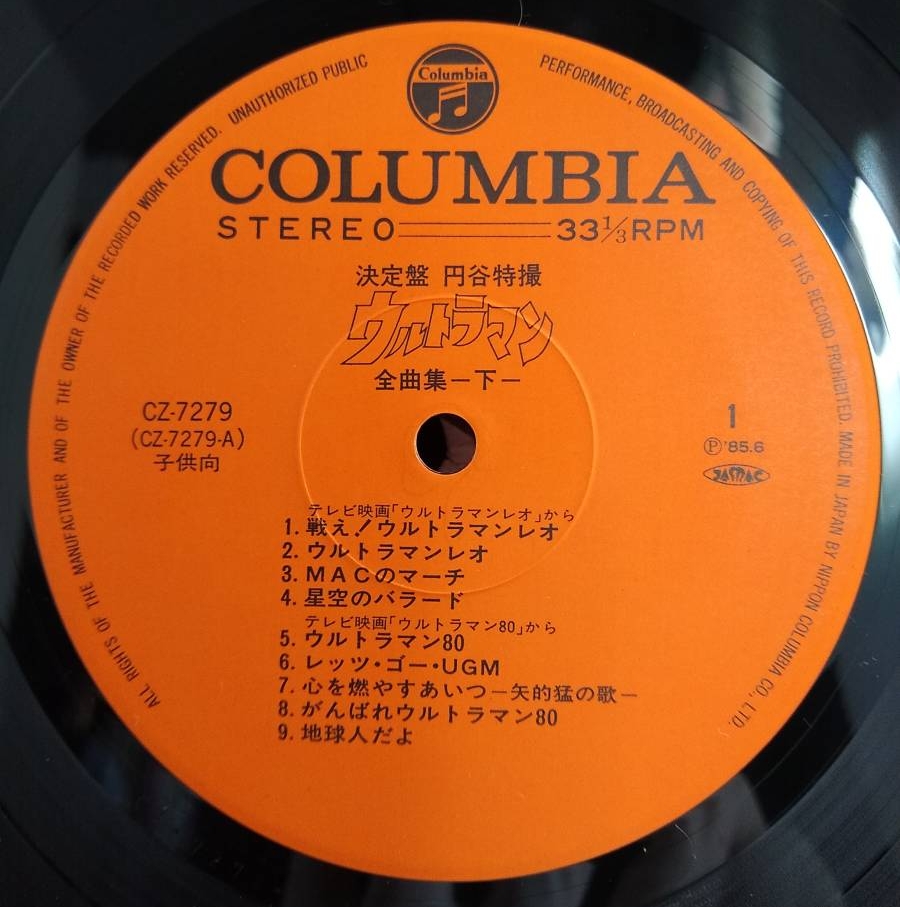 ALL RIGHTS OF THE MANUFACTURER AND OF THE OWNER OF THE RECORDED WORK RESERVED. UNAUTHORIZED PUBLIC PERFORMANCE, BROADCASTING AND COPYING OF THIS RECORD PROHIBITED. MADE IN JAPAN BY NIPPON COLUMBIA CO., LTD.
Columbia
COLUMBIA
STEREO 33⅓RPM
決定盤 円谷特撮
ウルトラマン
全曲集－下－
CZ-7279
(CZ-7279-A)
子供向
1
Ⓟ'85.6
JASRAC
テレビ映画「ウルトラマンレオ」から
1. 戦え！ウルトラマンレオ
2. ウルトラマンレオ
3. MACのマーチ
4. 星空のバラード
テレビ映画「ウルトラマン80」から
5. ウルトラマン80
6. レッツ・ゴー・UGM
7. 心を燃やすあいつ－矢的猛の歌－
8. がんばれウルトラマン80
9. 地球人だよ